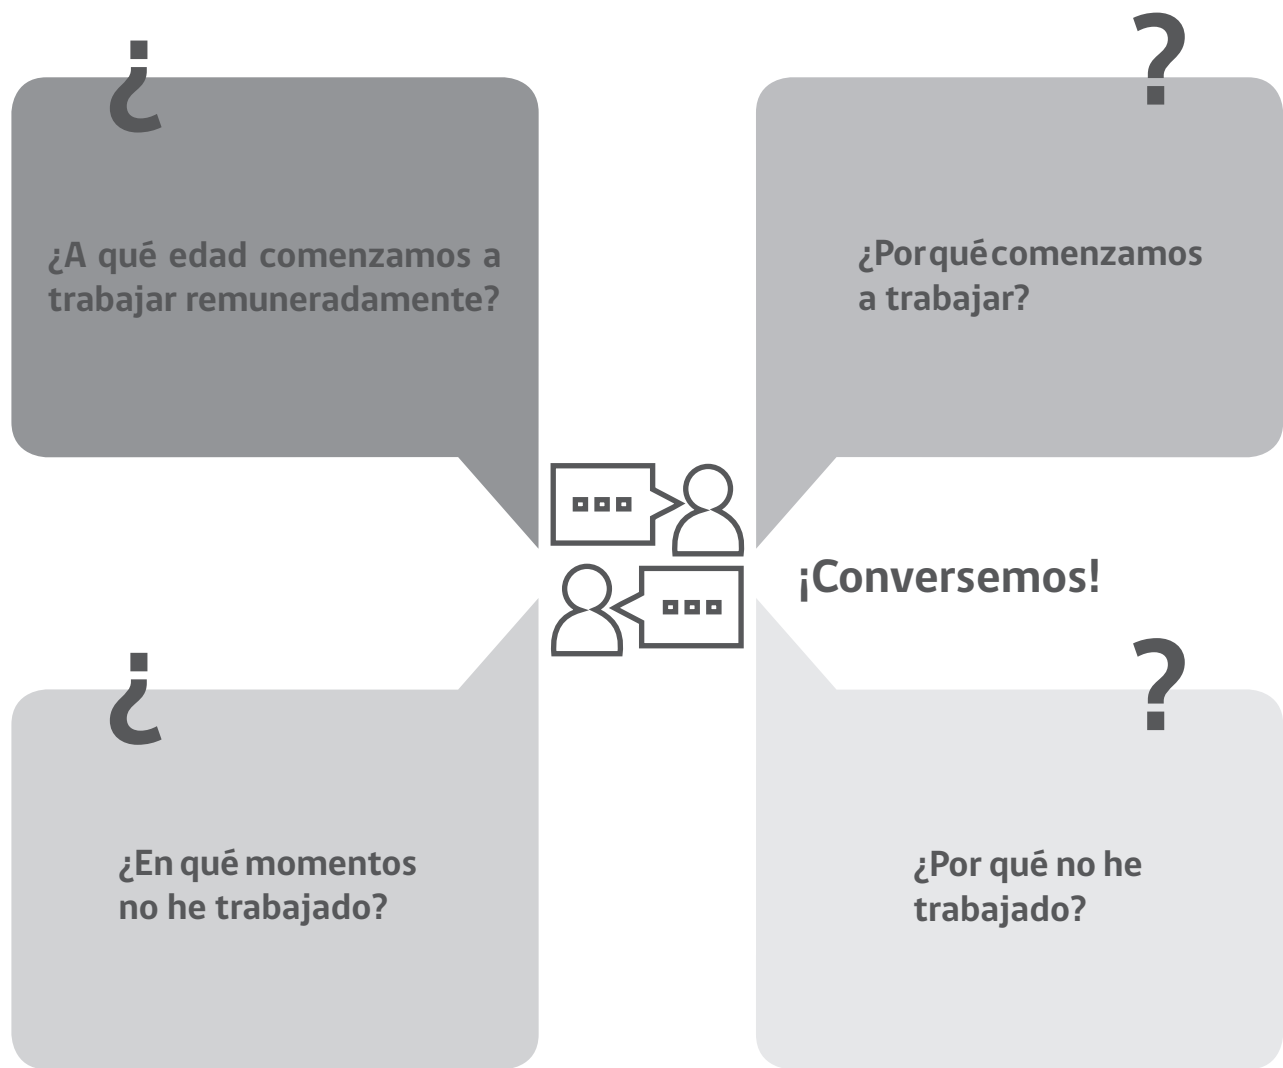 ¿
?
¿A qué edad comenzamos a
trabajar remuneradamente?
¿Por qué comenzamos
a trabajar?
¡Conversemos!
¿
?
¿En qué momentos
no he trabajado?
¿Por qué no he
trabajado?